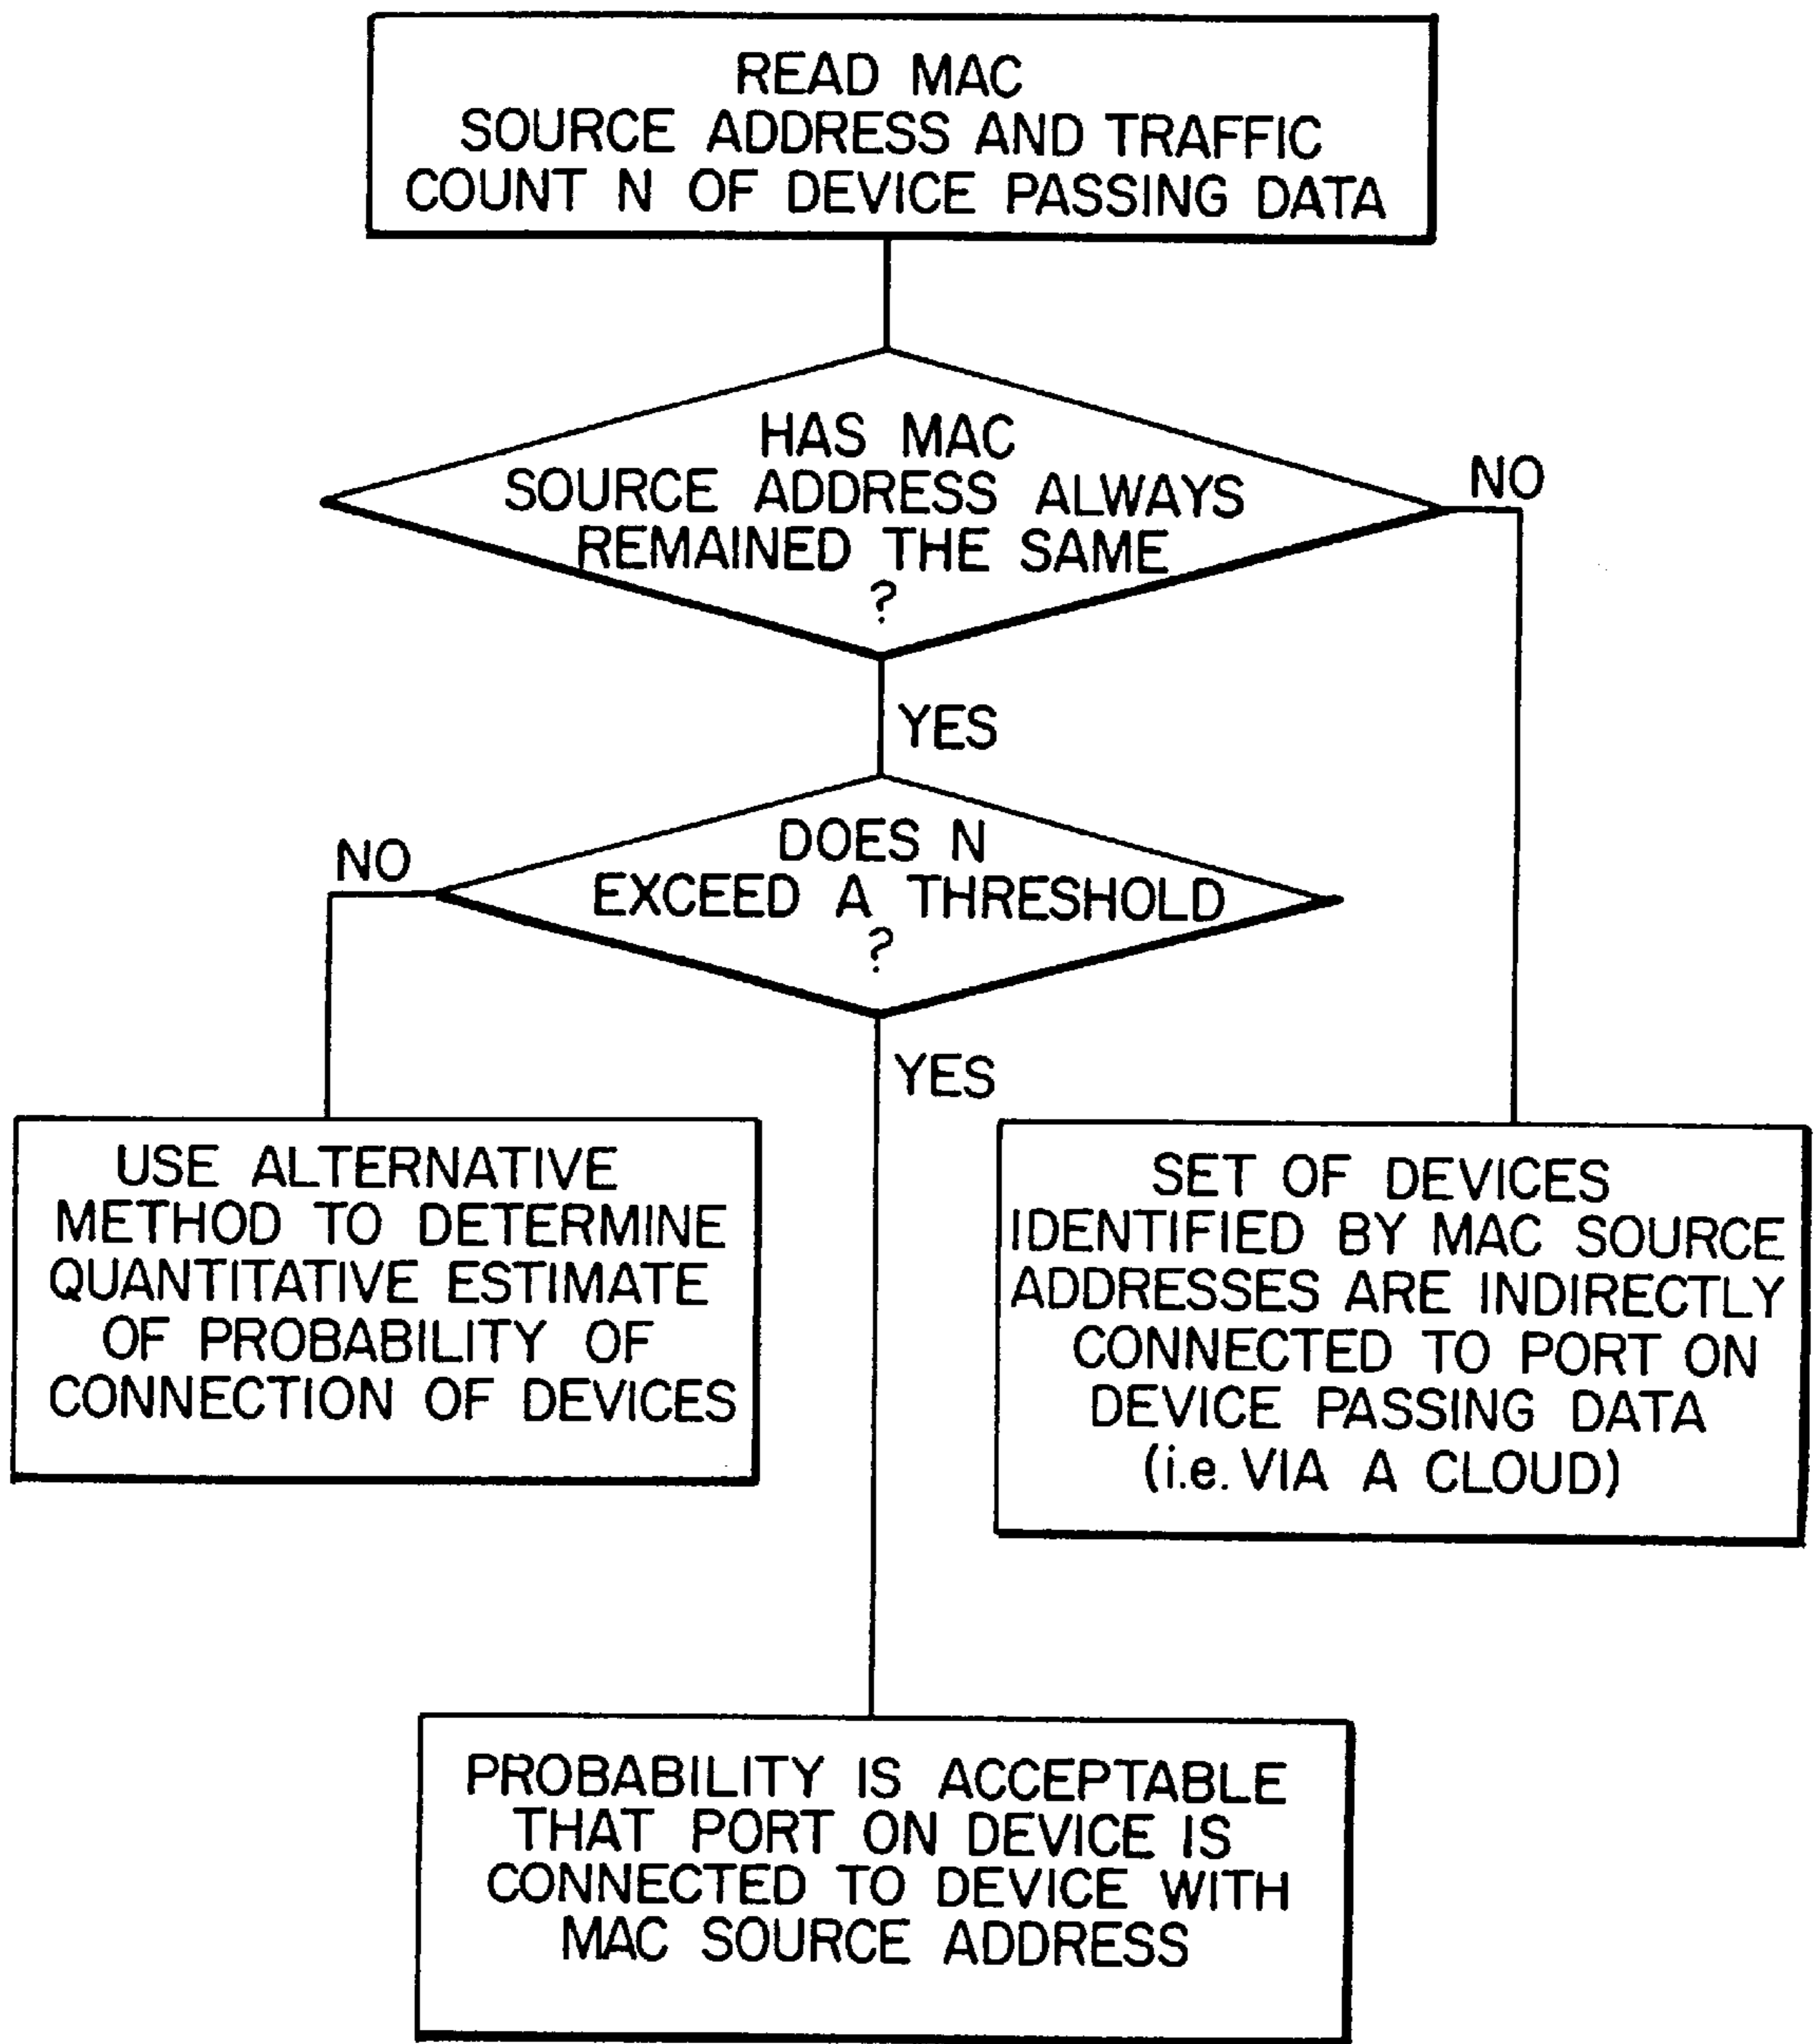 READ MAC
SOURCE ADDRESS AND TRAFFIC
COUNT N OF DEVICE PASSING DATA
HAS MAC
SOURCE ADDRESS ALWAYS
REMAINED THE SAME
?
NO
YES
DOES N
EXCEED A THRESHOLD
?
NO
YES
USE ALTERNATIVE
METHOD TO DETERMINE
QUANTITATIVE ESTIMATE
OF PROBABILITY OF
CONNECTION OF DEVICES
SET OF DEVICES
IDENTIFIED BY MAC SOURCE
ADDRESSES ARE INDIRECTLY
CONNECTED TO PORT ON
DEVICE PASSING DATA
(i.e. VIA A CLOUD)
PROBABILITY IS ACCEPTABLE
THAT PORT ON DEVICE IS
CONNECTED TO DEVICE WITH
MAC SOURCE ADDRESS